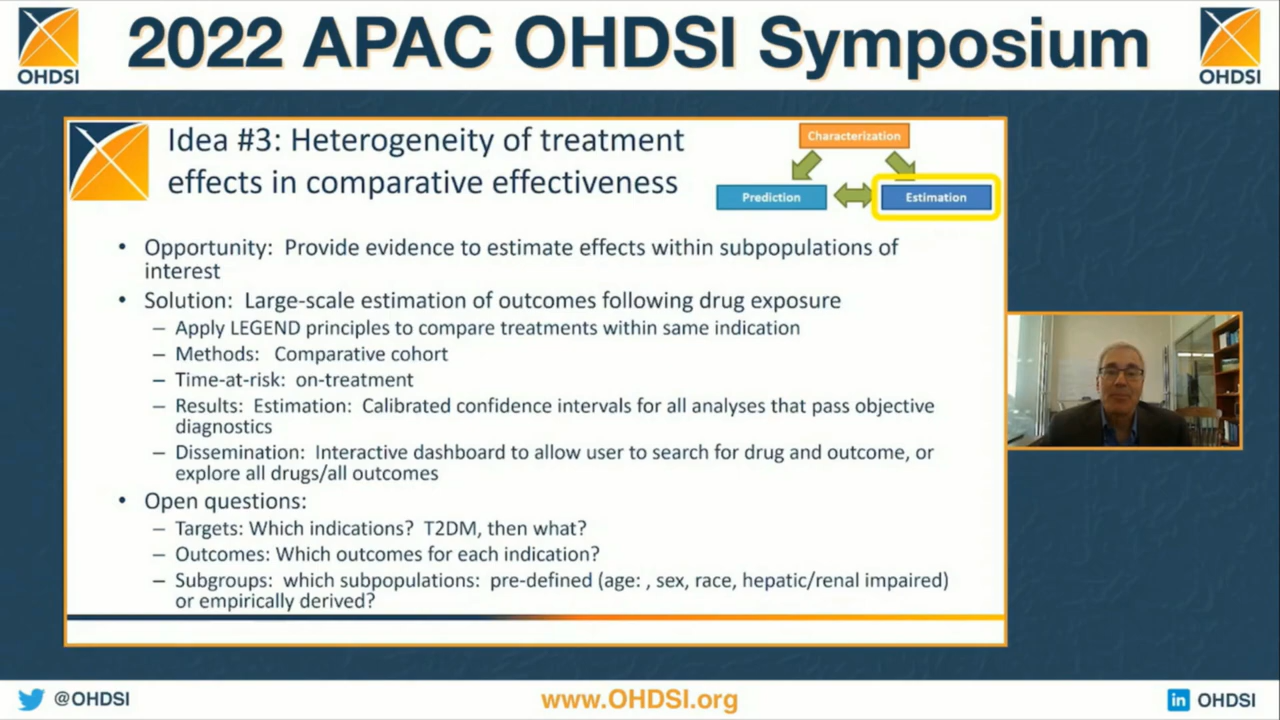 2022 APAC OHDSI Symposium
OHDSI
OHDSI
Idea #3: Heterogeneity of treatment
effects in comparative effectiveness
Characterization
Prediction
Estimation
• Opportunity: Provide evidence to estimate effects within subpopulations of
interest
• Solution: Large-scale estimation of outcomes following drug exposure
– Apply LEGEND principles to compare treatments within same indication
– Methods: Comparative cohort
– Time-at-risk: on-treatment
– Results: Estimation: Calibrated confidence intervals for all analyses that pass objective
diagnostics
– Dissemination: Interactive dashboard to allow user to search for drug and outcome, or
explore all drugs/all outcomes
• Open questions:
– Targets: Which indications? T2DM, then what?
– Outcomes: Which outcomes for each indication?
– Subgroups: which subpopulations: pre-defined (age: , sex, race, hepatic/renal impaired)
or empirically derived?
@OHDSI
www.OHDSI.org
in OHDSI